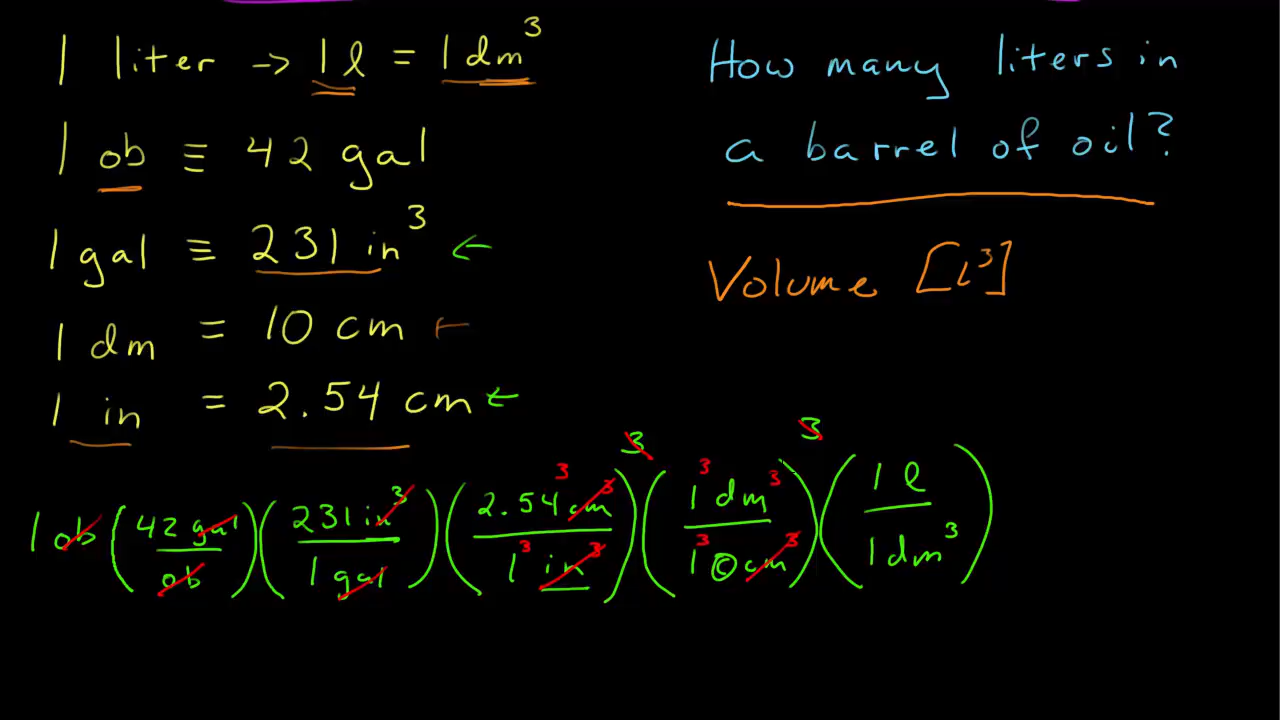 1 liter → 1 l = 1 dm³
1 ob ≡ 42 gal
1 gal ≡ 231 in³ ←
1 dm = 10 cm ←
1 in = 2.54 cm ←
How many liters in
a barrel of oil?
Volume [L³]
1 ob (42 gal / ob) (231 in³ / 1 gal) (2.54³ cm³ / 1³ in³)³ (1³ dm³ / 10³ cm³)³ (1 l / 1 dm³)